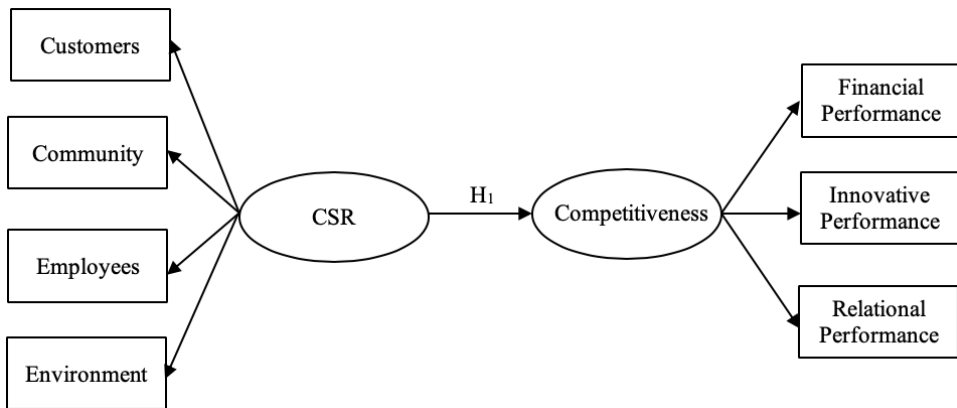 Customers
Community
Employees
Environment
CSR
H₁
Competitiveness
Financial
Performance
Innovative
Performance
Relational
Performance